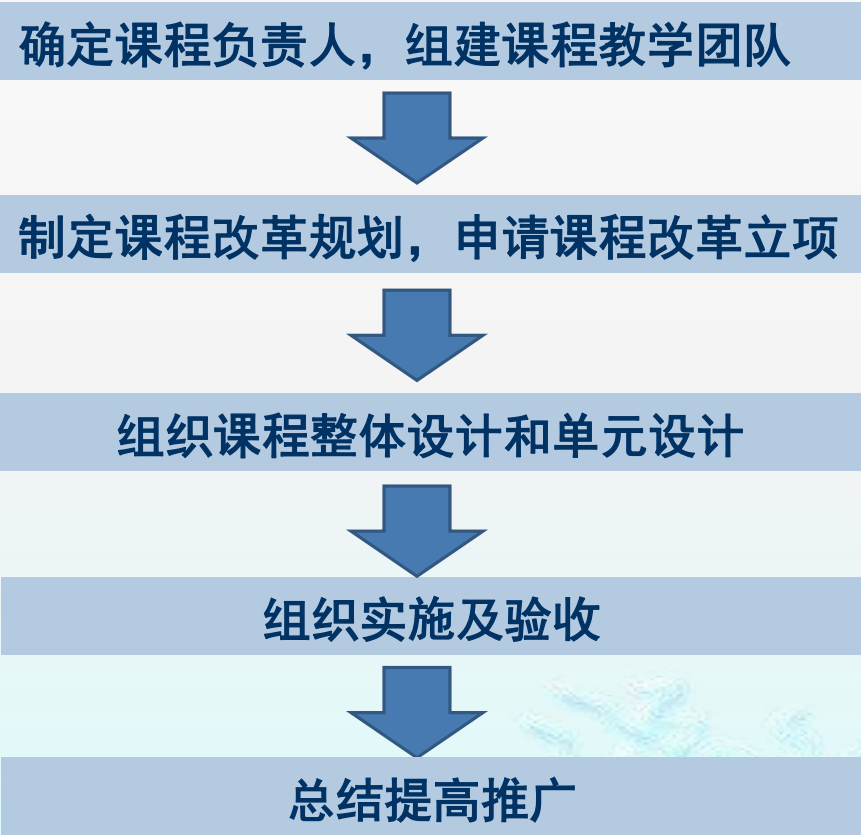 确定课程负责人，组建课程教学团队
制定课程改革规划，申请课程改革立项
组织课程整体设计和单元设计
组织实施及验收
总结提高推广